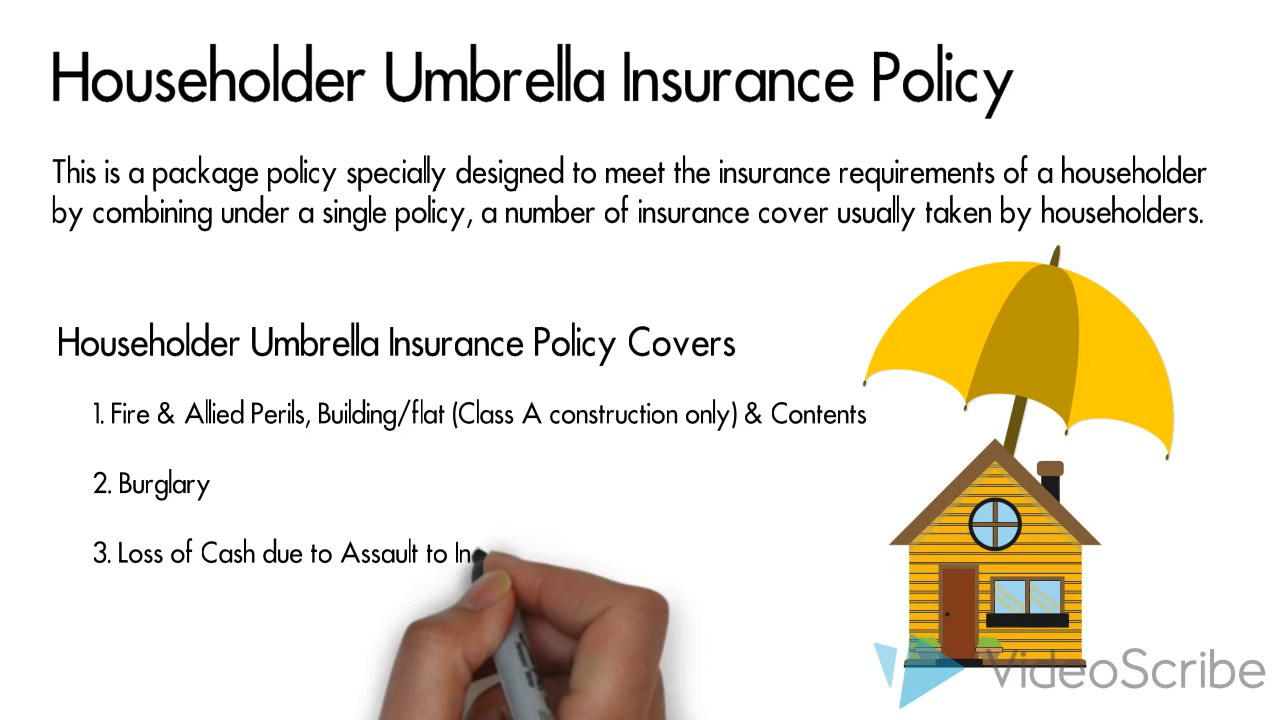 Householder Umbrella Insurance Policy
This is a package policy specially designed to meet the insurance requirements of a householder
by combining under a single policy, a number of insurance cover usually taken by householders.
Householder Umbrella Insurance Policy Covers
1. Fire & Allied Perils, Building/flat (Class A construction only) & Contents
2. Burglary
3. Loss of Cash due to Assault to In
VideoScribe